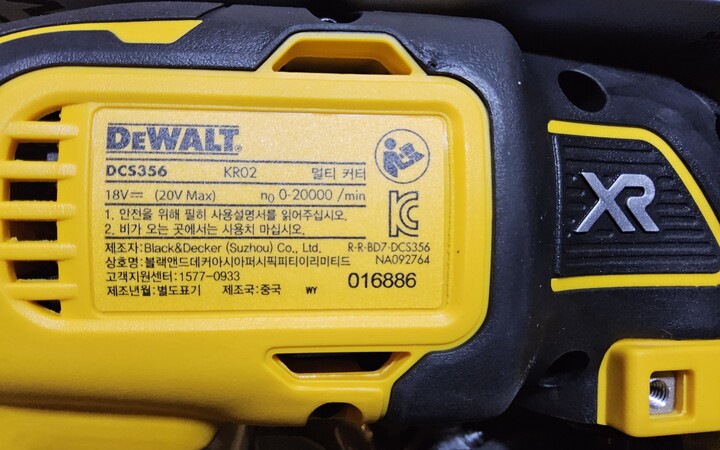 DEWALT
DCS356 KR02 멀티 커터
18V (20V Max) n0 0-20000 /min
1. 안전을 위해 필히 사용설명서를 읽어주십시오.
2. 비가 오는 곳에서는 사용치 마십시오.
제조자: Black&Decker (Suzhou) Co., Ltd. R-R-BD7-DCS356
상호명: 블랙앤드데커아시아퍼시픽피티이리미티드 NA092764
고객지원센터: 1577-0933 016886
제조년월: 별도표기 제조국: 중국 WY
KC
XR